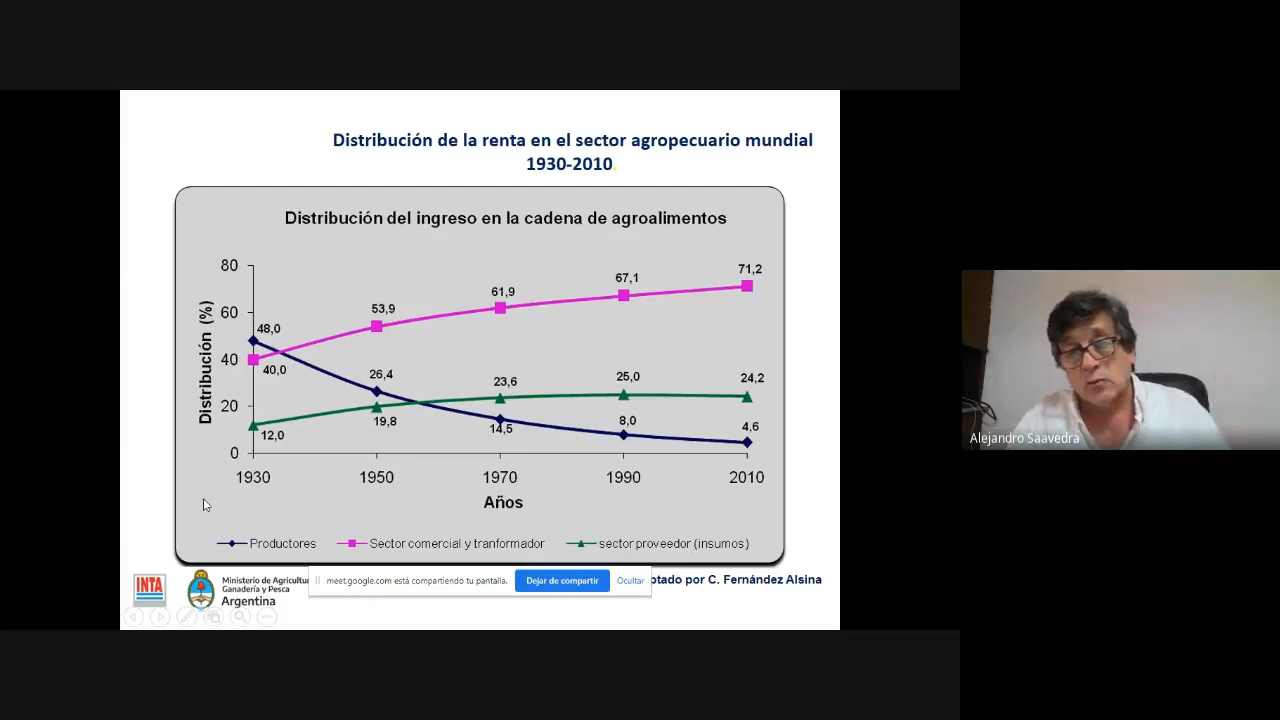 Distribución de la renta en el sector agropecuario mundial
1930-2010.
Distribución del ingreso en la cadena de agroalimentos
Distribución (%)
80
60
40
20
0
48,0
40,0
12,0
53,9
26,4
19,8
61,9
23,6
14,5
67,1
25,0
8,0
71,2
24,2
4,6
1930 1950 1970 1990 2010
Años
Productores Sector comercial y tranformador sector proveedor (insumos)
INTA
Ministerio de Agricultu
Ganadería y Pesca
Argentina
meet.google.com está compartiendo tu pantalla. Dejar de compartir Ocultar
ptado por C. Fernández Alsina
Alejandro Saavedra